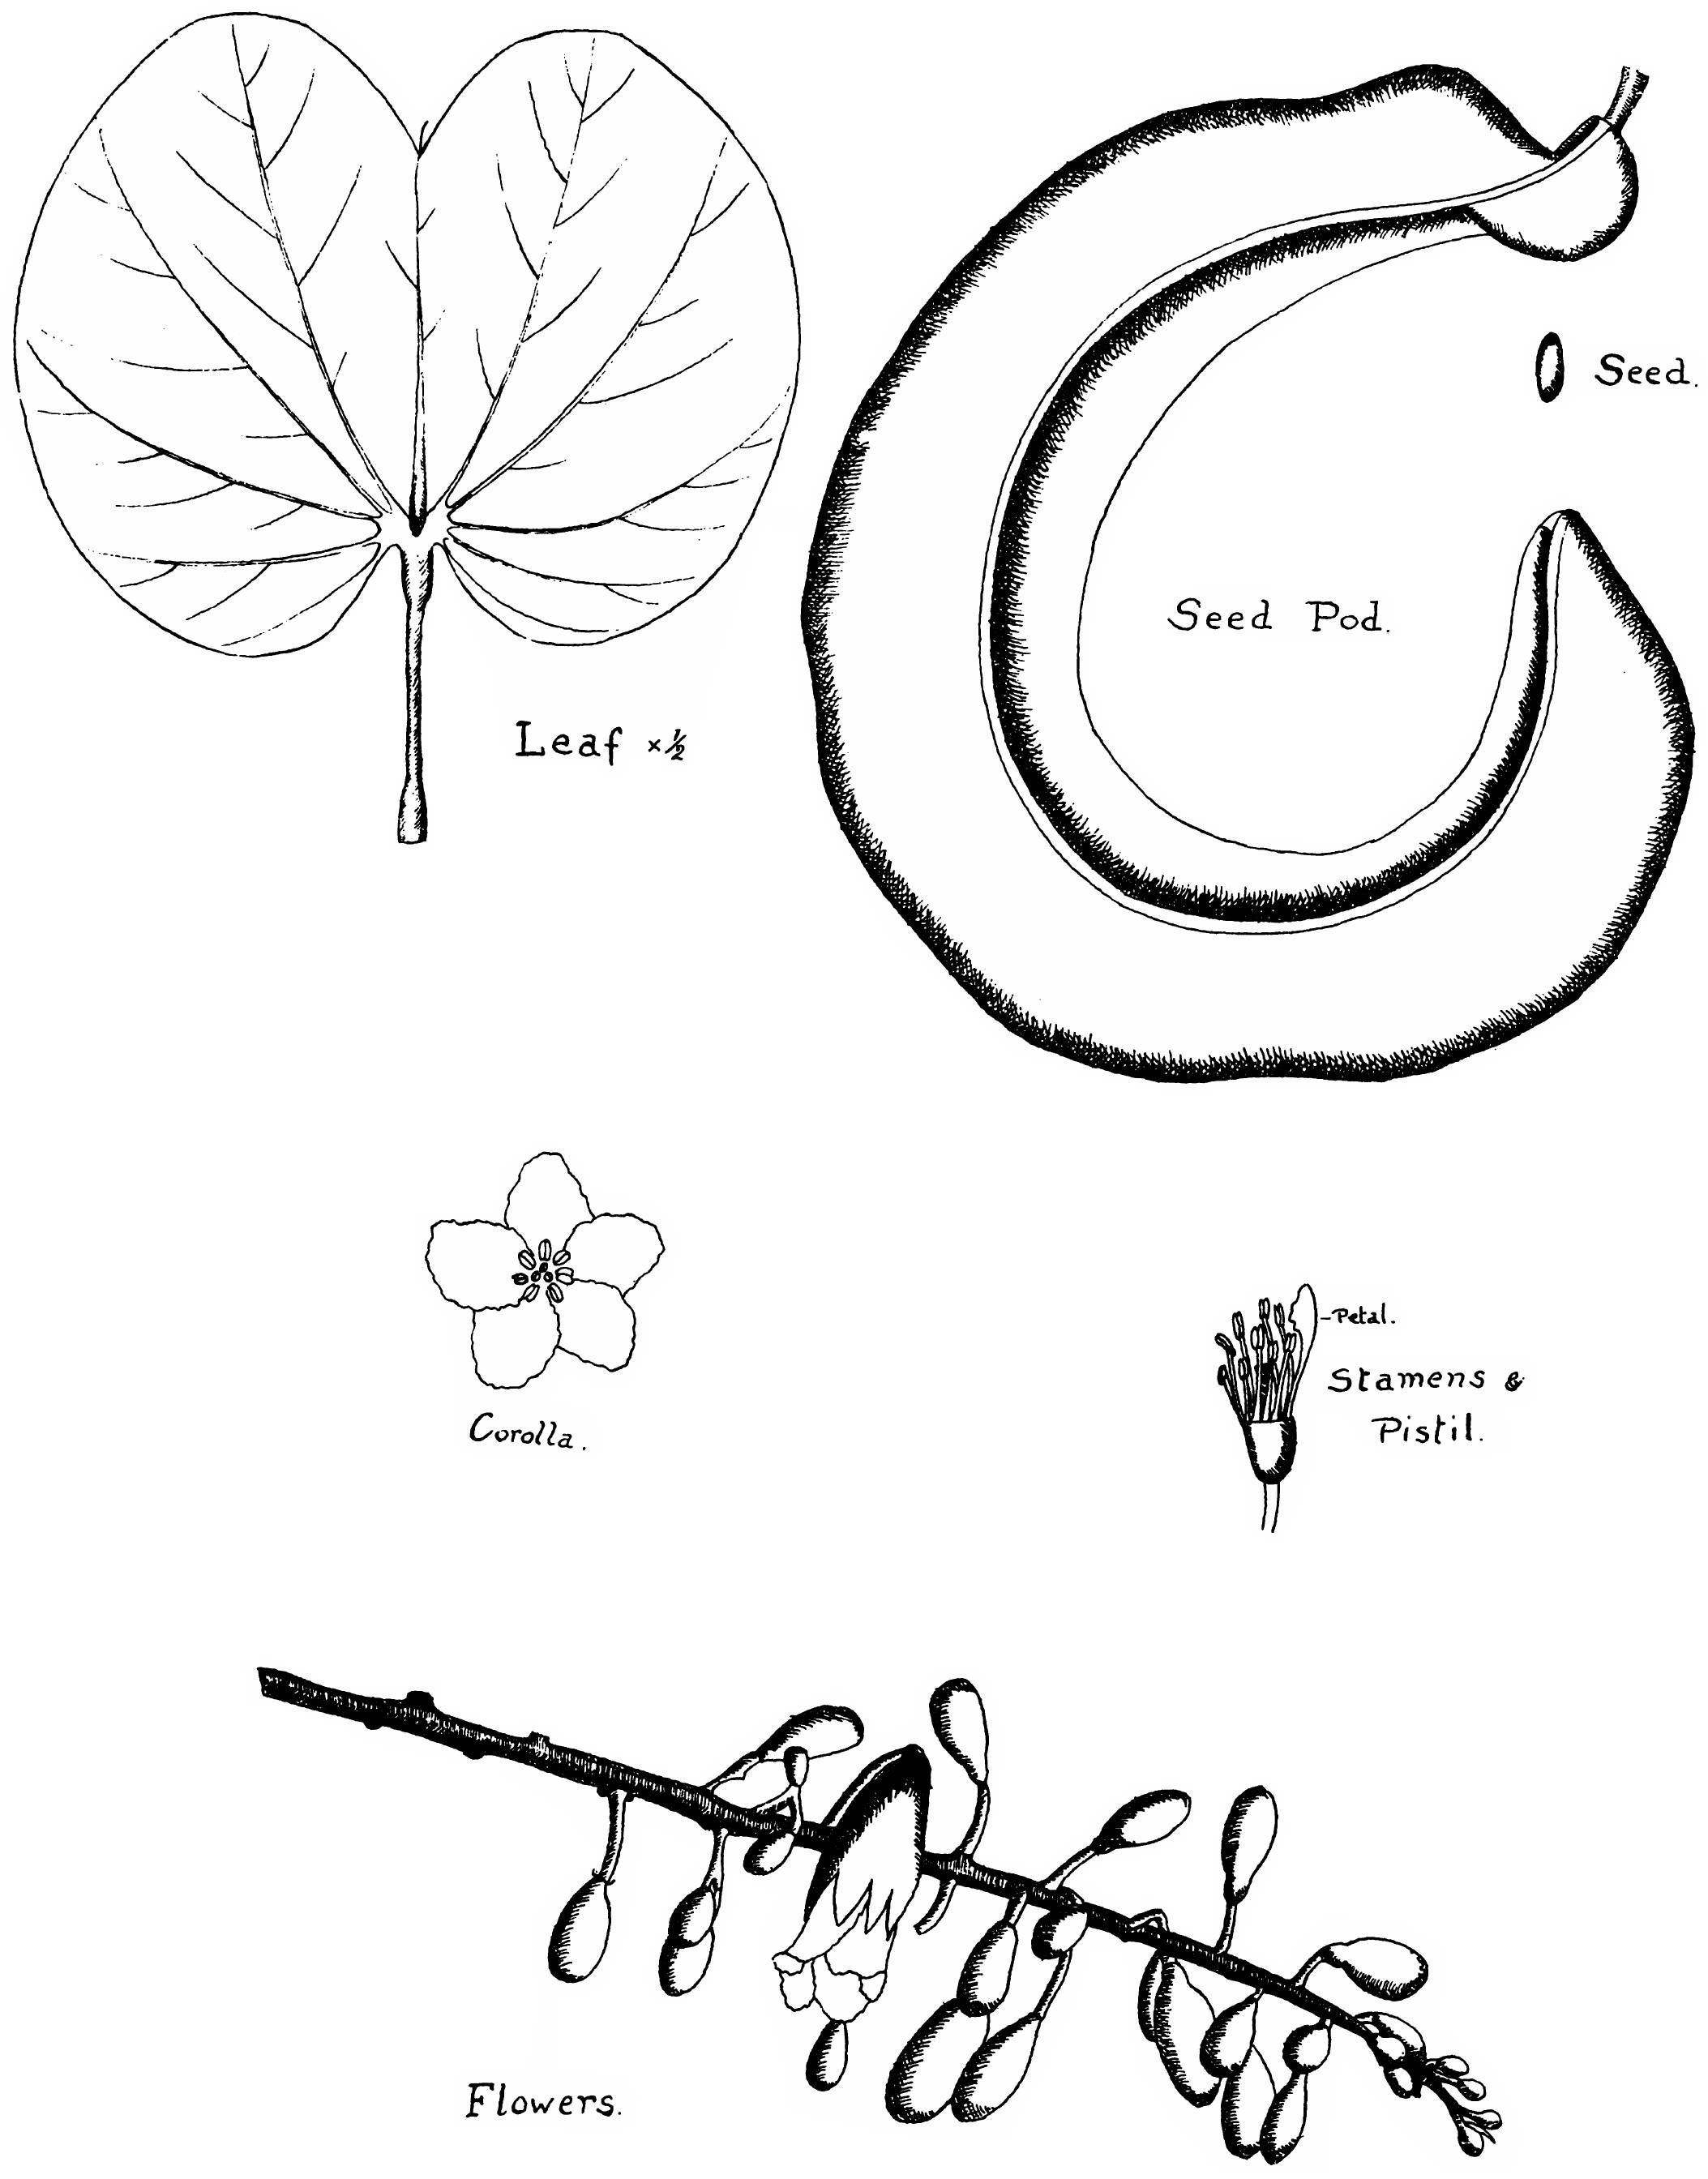 Seed.
Seed Pod.
Leaf ×½
Petal.
Stamens &
Pistil.
Corolla.
Flowers.